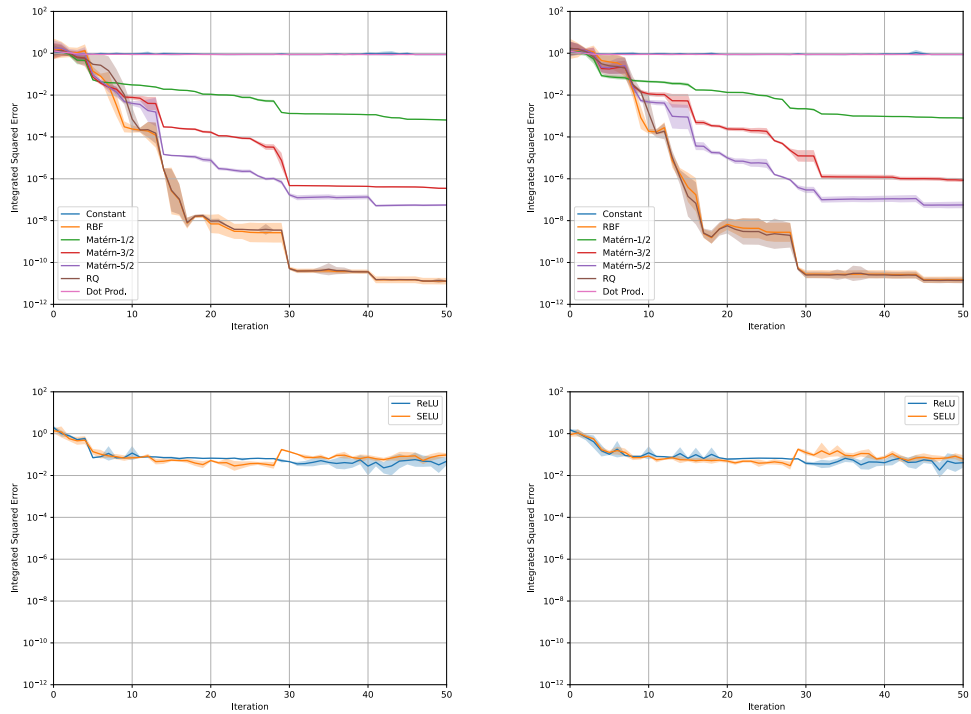 10^2
10^0
10^−2
10^−4
10^−6
10^−8
10^−10
10^−12
Integrated Squared Error
Constant
RBF
Matérn-1/2
Matérn-3/2
Matérn-5/2
RQ
Dot Prod.
0 10 20 30 40 50
Iteration
10^2
10^0
10^−2
10^−4
10^−6
10^−8
10^−10
10^−12
Integrated Squared Error
Constant
RBF
Matérn-1/2
Matérn-3/2
Matérn-5/2
RQ
Dot Prod.
0 10 20 30 40 50
Iteration
10^2
10^0
10^−2
10^−4
10^−6
10^−8
10^−10
10^−12
Integrated Squared Error
ReLU
SELU
0 10 20 30 40 50
Iteration
10^2
10^0
10^−2
10^−4
10^−6
10^−8
10^−10
10^−12
Integrated Squared Error
ReLU
SELU
0 10 20 30 40 50
Iteration